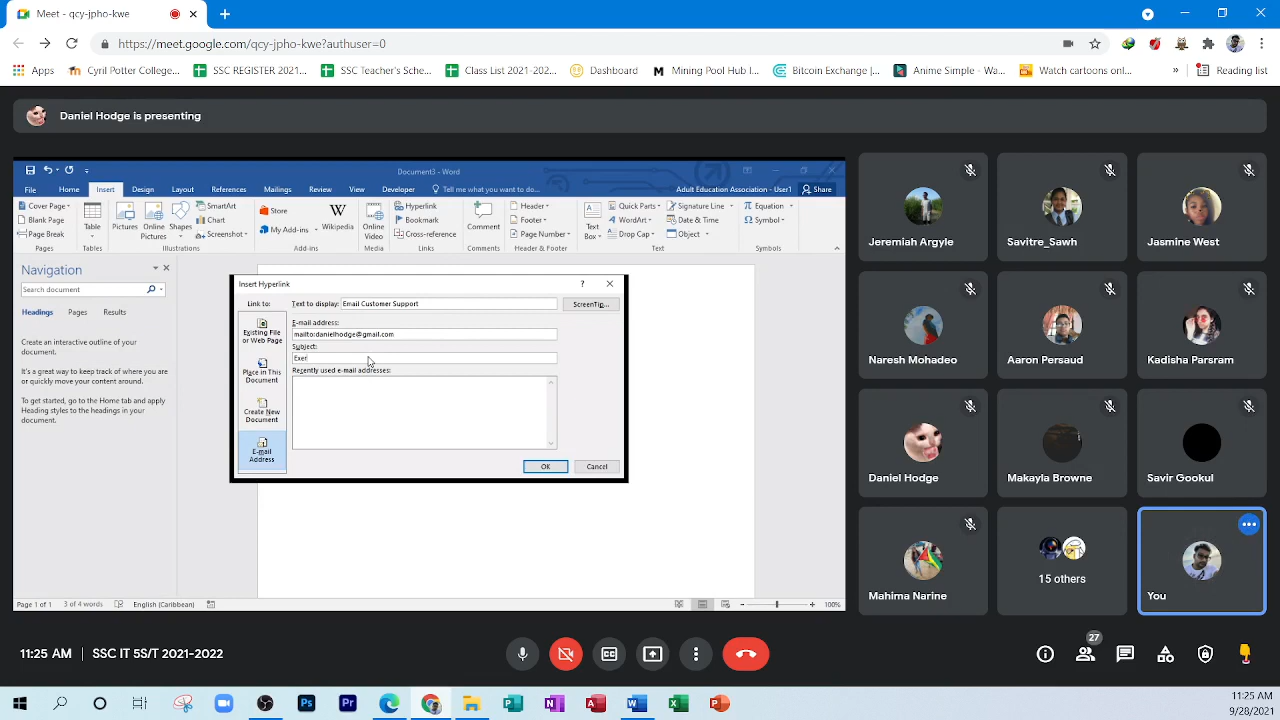 Meet - qcy-jpho-kwe
https://meet.google.com/qcy-jpho-kwe?authuser=0
Apps
Cyril Potter College...
SSC REGISTER 2021...
SSC Teacher's Sche...
Class List 2021-202...
Dashboard
Mining Pool Hub I...
Bitcoin Exchange |...
Anime Simple - Wa...
Watch cartoons onl...
»
Reading list
Daniel Hodge is presenting
Document3 - Word
File Home Insert Design Layout References Mailings Review View Developer Tell me what you want to do... Adult Education Association - User1 Share
Cover Page
Blank Page
Page Break
Pages
Table
Tables
Pictures
Online
Pictures
Shapes
SmartArt
Chart
Screenshot
Illustrations
Store
My Add-ins
Add-ins
Wikipedia
Online
Video
Media
Hyperlink
Bookmark
Cross-reference
Links
Comment
Comments
Header
Footer
Page Number
Header & Footer
Text
Box
Quick Parts
WordArt
Drop Cap
Signature Line
Date & Time
Object
Text
Equation
Symbol
Symbols
Navigation
Search document
Headings Pages Results
Create an interactive outline of your
document.
It's a great way to keep track of where you are
or quickly move your content around.
To get started, go to the Home tab and apply
Heading styles to the headings in your
document.
Insert Hyperlink
?
Link to:
Text to display: Email Customer Support
ScreenTip...
Existing File
or Web Page
Place in This
Document
Create New
Document
E-mail
Address
E-mail address:
mailto:danielhodge@gmail.com
Subject:
Exer
Recently used e-mail addresses:
OK
Cancel
Page 1 of 1 3 of 4 words English (Caribbean) 100%
Jeremiah Argyle
Savitre_Sawh
Jasmine West
Naresh Mohadeo
Aaron Persaud
Kadisha Parsram
Daniel Hodge
Makayla Browne
Savir Gookul
Mahima Narine
15 others
You
11:25 AM | SSC IT 5S/T 2021-2022
27
11:25 AM
9/28/2021